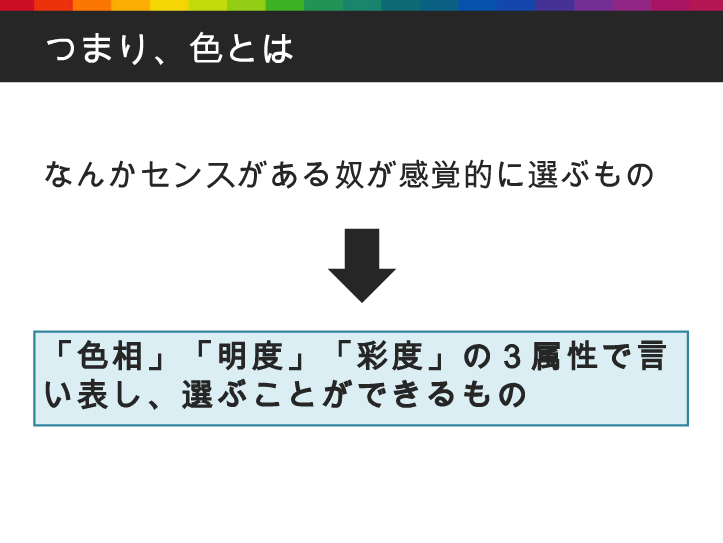 つまり、色とは
なんかセンスがある奴が感覚的に選ぶもの
「色相」「明度」「彩度」の３属性で言
い表し、選ぶことができるもの